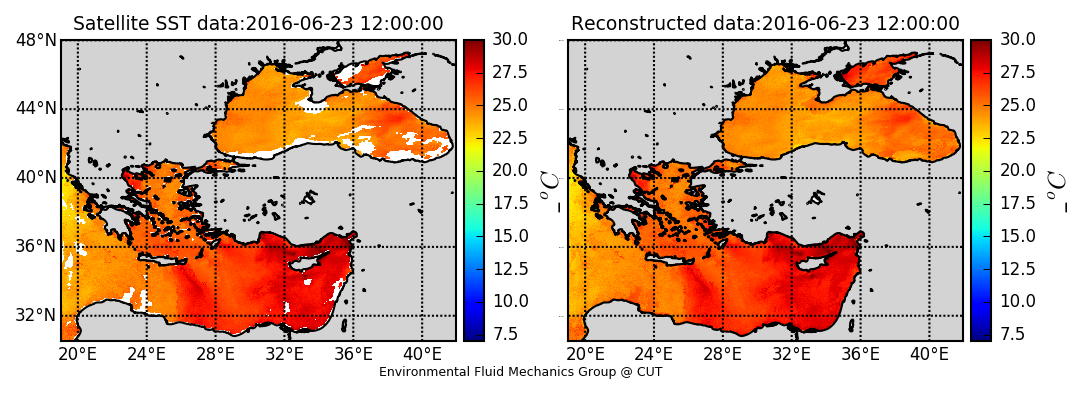 Satellite SST data:2016-06-23 12:00:00
Reconstructed data:2016-06-23 12:00:00
48°N
44°N
40°N
36°N
32°N
20°E 24°E 28°E 32°E 36°E 40°E
30.0
27.5
25.0
22.5
20.0
17.5
15.0
12.5
10.0
7.5
_ °C
20°E 24°E 28°E 32°E 36°E 40°E
30.0
27.5
25.0
22.5
20.0
17.5
15.0
12.5
10.0
7.5
_ °C
Environmental Fluid Mechanics Group @ CUT